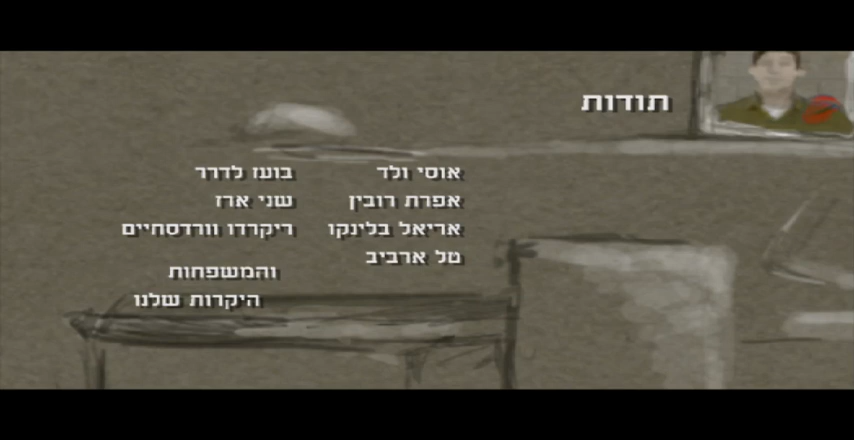 תודות
אוסי ולד
אפרת רובין
אריאל בלינקו
טל ארביב
בועז לדרר
שני ארז
ריקרדו וורדסחיים
והמשפחות
היקרות שלנו